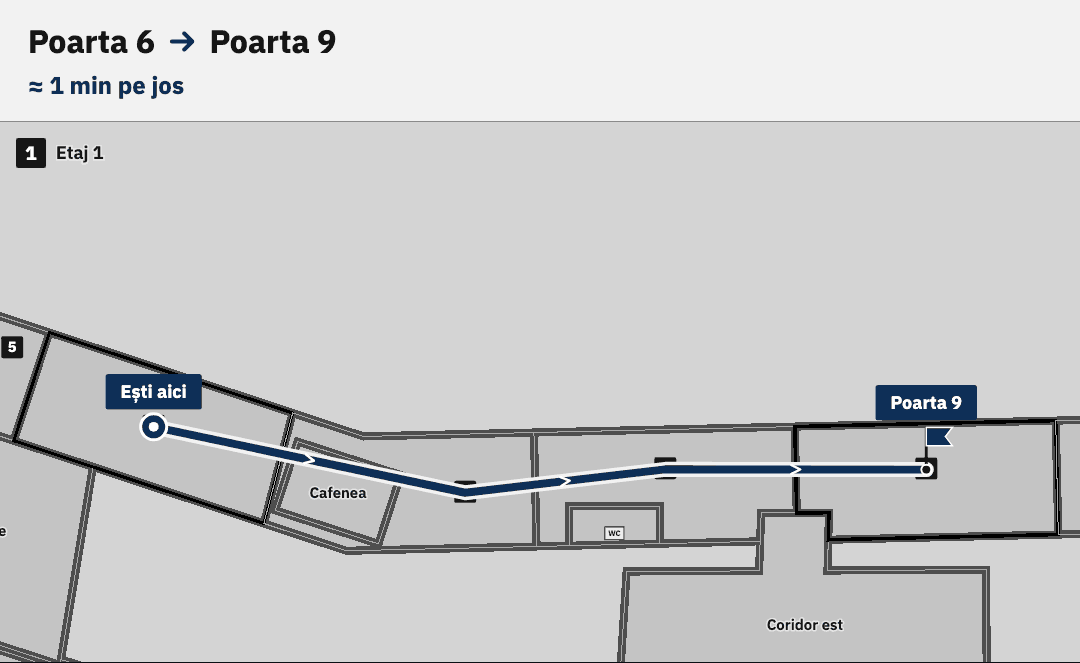 Poarta 6 → Poarta 9
≈ 1 min pe jos
1 Etaj 1
5
Ești aici
Poarta 9
Cafenea
WC
e
Coridor est